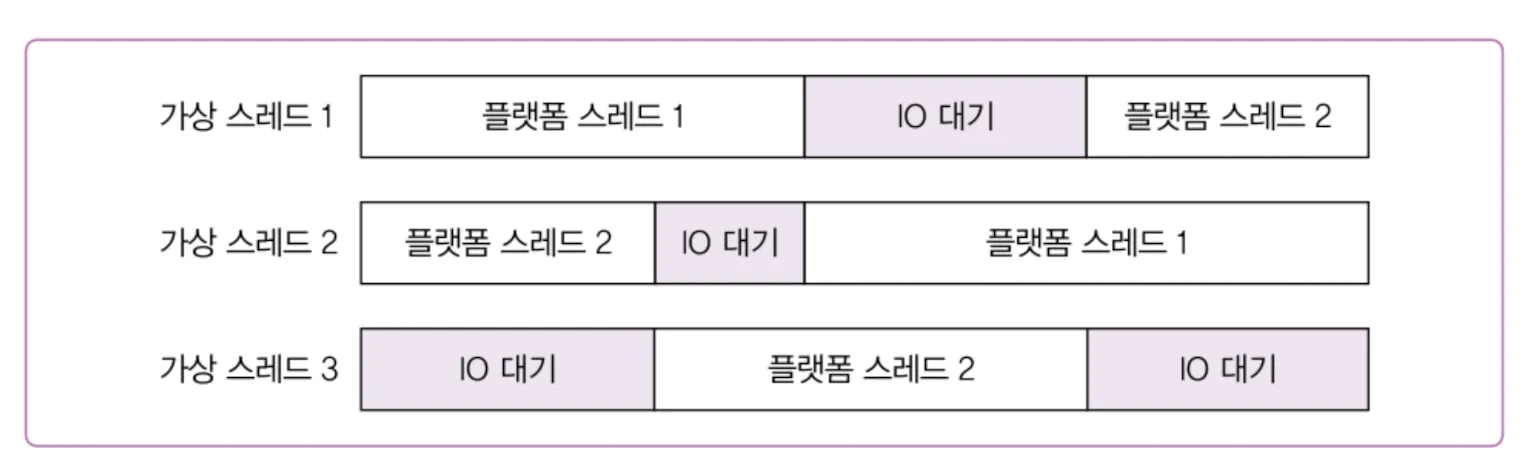 가상 스레드 1 플랫폼 스레드 1 IO 대기 플랫폼 스레드 2
가상 스레드 2 플랫폼 스레드 2 IO 대기 플랫폼 스레드 1
가상 스레드 3 IO 대기 플랫폼 스레드 2 IO 대기